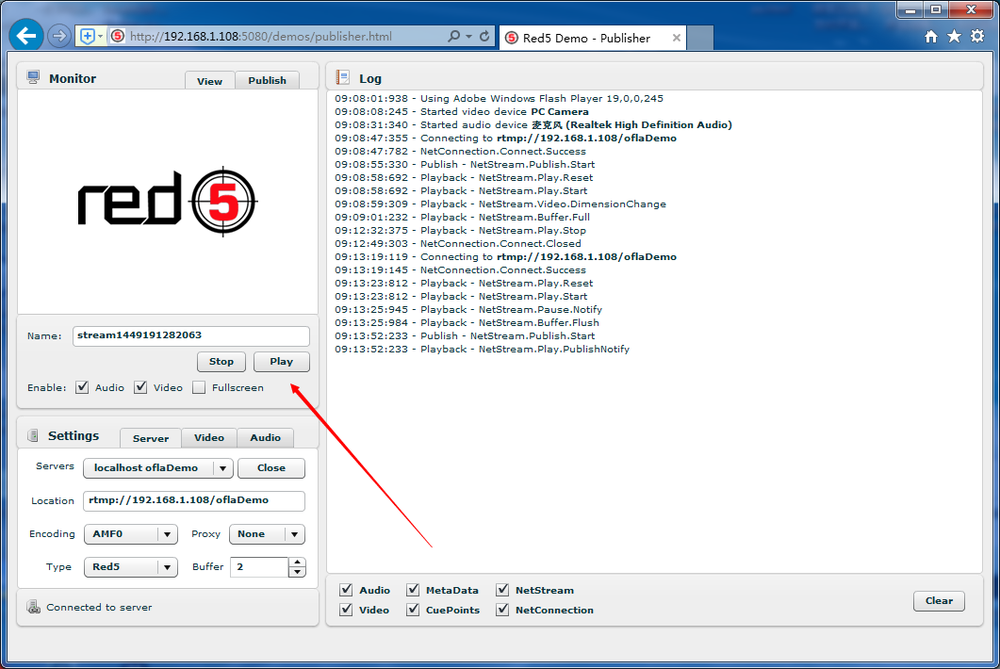 http://192.168.1.108:5080/demos/publisher.html
Red5 Demo - Publisher
Monitor
View
Publish
red5
Name: stream1449191282063
Stop
Play
Enable: Audio Video Fullscreen
Settings
Server
Video
Audio
Servers localhost oflaDemo Close
Location rtmp://192.168.1.108/oflaDemo
Encoding AMF0 Proxy None
Type Red5 Buffer 2
Connected to server
Log
09:08:01:938 - Using Adobe Windows Flash Player 19,0,0,245
09:08:08:245 - Started video device PC Camera
09:08:31:340 - Started audio device 麦克风 (Realtek High Definition Audio)
09:08:47:355 - Connecting to rtmp://192.168.1.108/oflaDemo
09:08:47:782 - NetConnection.Connect.Success
09:08:55:330 - Publish - NetStream.Publish.Start
09:08:58:692 - Playback - NetStream.Play.Reset
09:08:58:692 - Playback - NetStream.Play.Start
09:08:59:309 - Playback - NetStream.Video.DimensionChange
09:09:01:232 - Playback - NetStream.Buffer.Full
09:12:32:375 - Playback - NetStream.Play.Stop
09:12:49:303 - NetConnection.Connect.Closed
09:13:19:119 - Connecting to rtmp://192.168.1.108/oflaDemo
09:13:19:145 - NetConnection.Connect.Success
09:13:23:812 - Playback - NetStream.Play.Reset
09:13:23:812 - Playback - NetStream.Play.Start
09:13:25:945 - Playback - NetStream.Pause.Notify
09:13:25:984 - Playback - NetStream.Buffer.Flush
09:13:52:233 - Publish - NetStream.Publish.Start
09:13:52:233 - Playback - NetStream.Play.PublishNotify
Audio MetaData NetStream
Video CuePoints NetConnection
Clear